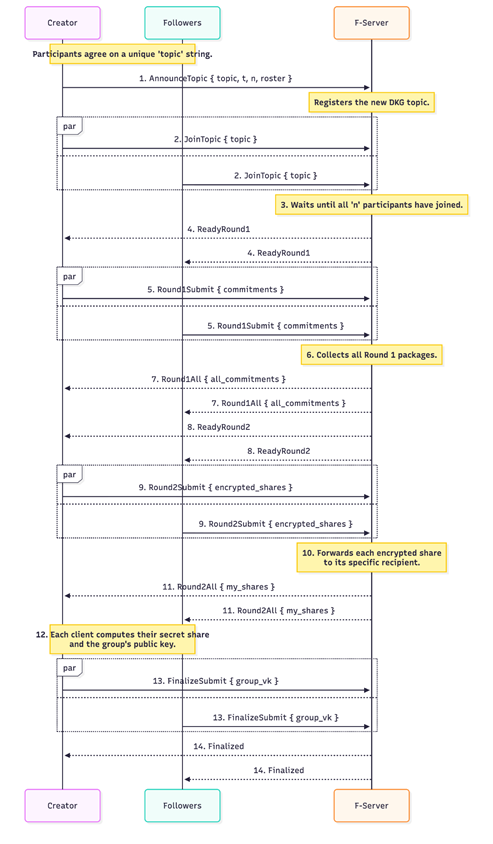 Creator
Followers
F-Server
Participants agree on a unique 'topic' string.
1. AnnounceTopic { topic, t, n, roster }
Registers the new DKG topic.
par
2. JoinTopic { topic }
2. JoinTopic { topic }
3. Waits until all 'n' participants have joined.
4. ReadyRound1
4. ReadyRound1
par
5. Round1Submit { commitments }
5. Round1Submit { commitments }
6. Collects all Round 1 packages.
7. Round1All { all_commitments }
7. Round1All { all_commitments }
8. ReadyRound2
8. ReadyRound2
par
9. Round2Submit { encrypted_shares }
9. Round2Submit { encrypted_shares }
10. Forwards each encrypted share
to its specific recipient.
11. Round2All { my_shares }
11. Round2All { my_shares }
12. Each client computes their secret share
and the group's public key.
par
13. FinalizeSubmit { group_vk }
13. FinalizeSubmit { group_vk }
14. Finalized
14. Finalized
Creator
Followers
F-Server